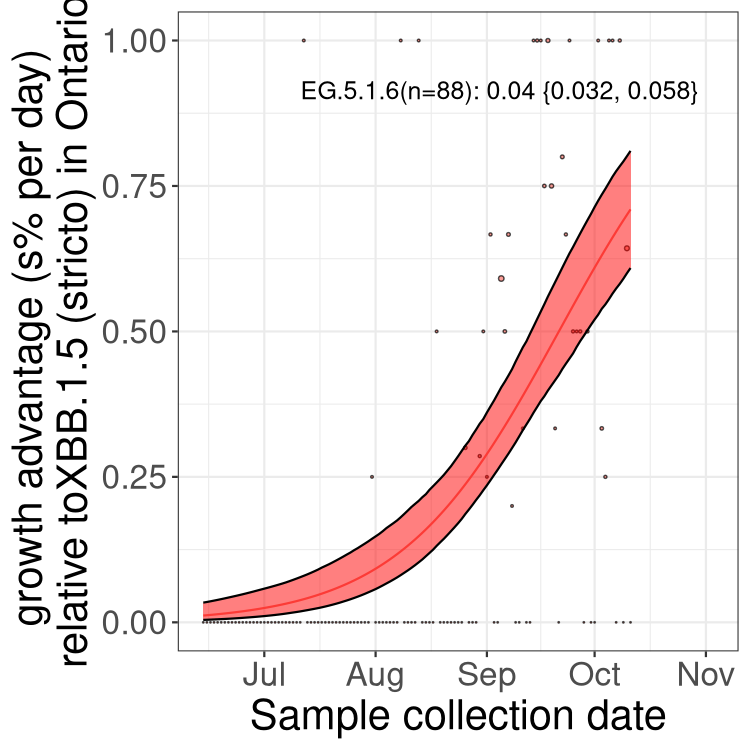 growth advantage (s% per day)
relative toXBB.1.5 (stricto) in Ontario
1.00
0.75
0.50
0.25
0.00
EG.5.1.6(n=88): 0.04 {0.032, 0.058}
Jul Aug Sep Oct Nov
Sample collection date